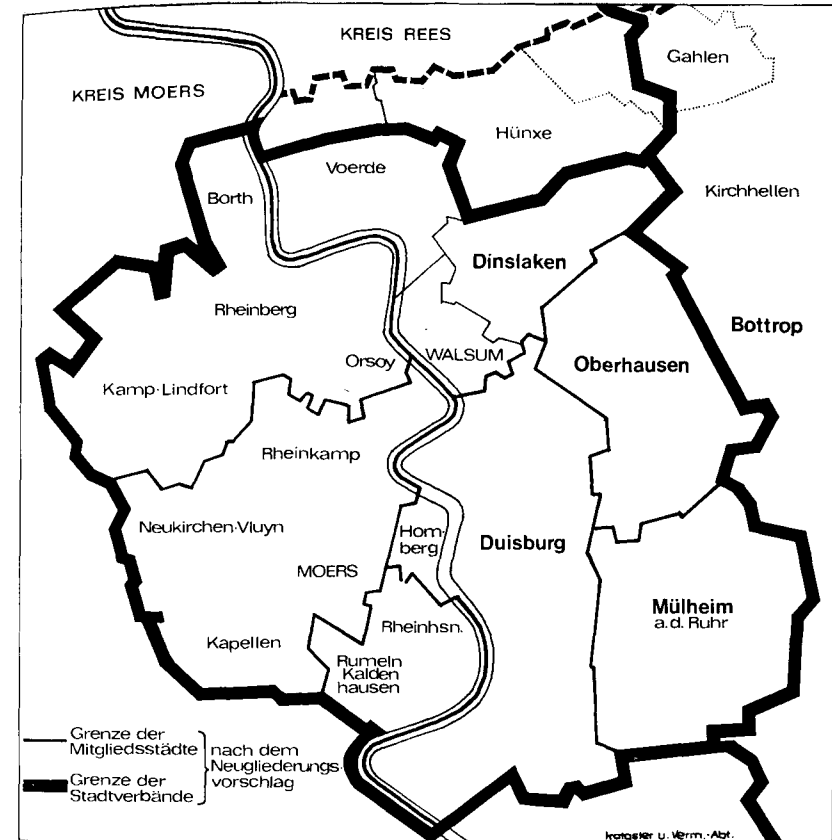 KREIS REES
Gahlen
KREIS MOERS
Hünxe
Voerde
Kirchhellen
Borth
Dinslaken
Rheinberg
Bottrop
Orsoy
WALSUM
Oberhausen
Kamp-Lindfort
Rheinkamp
Neukirchen-Vluyn
Hom-
berg
Duisburg
MOERS
Mülheim
a.d. Ruhr
Rheinhsn.
Kapellen
Rumeln
Kalden
hausen
Grenze der
Mitgliedsstädte
nach dem
Neugliederungs-
vorschlag
Grenze der
Stadtverbände
Kataster u. Verm.-Abt.